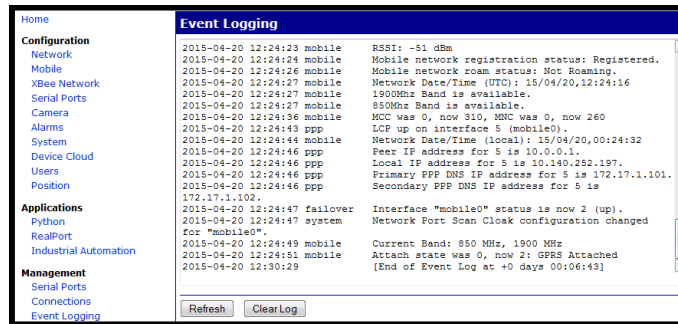 Home
Configuration
Network
Mobile
XBee Network
Serial Ports
Camera
Alarms
System
Device Cloud
Users
Position
Applications
Python
RealPort
Industrial Automation
Management
Serial Ports
Connections
Event Logging
Event Logging
2015-04-20 12:24:23 mobile RSSI: -51 dBm
2015-04-20 12:24:24 mobile Mobile network registration status: Registered.
2015-04-20 12:24:26 mobile Mobile network roam status: Not Roaming.
2015-04-20 12:24:27 mobile Network Date/Time (UTC): 15/04/20,12:24:16
2015-04-20 12:24:27 mobile 1900Mhz Band is available.
2015-04-20 12:24:27 mobile 850Mhz Band is available.
2015-04-20 12:24:36 mobile MCC was 0, now 310, MNC was 0, now 260
2015-04-20 12:24:43 ppp LCP up on interface 5 (mobile0).
2015-04-20 12:24:44 mobile Network Date/Time (local): 15/04/20,00:24:32
2015-04-20 12:24:46 ppp Peer IP address for 5 is 10.0.0.1.
2015-04-20 12:24:46 ppp Local IP address for 5 is 10.140.252.197.
2015-04-20 12:24:46 ppp Primary PPP DNS IP address for 5 is 172.17.1.101.
2015-04-20 12:24:46 ppp Secondary PPP DNS IP address for 5 is
172.17.1.102.
2015-04-20 12:24:47 failover Interface "mobile0" status is now 2 (up).
2015-04-20 12:24:47 system Network Port Scan Cloak configuration changed
for "mobile0".
2015-04-20 12:24:49 mobile Current Band: 850 MHz, 1900 MHz
2015-04-20 12:24:51 mobile Attach state was 0, now 2: GPRS Attached
2015-04-20 12:30:29 [End of Event Log at +0 days 00:06:43]
Refresh Clear Log